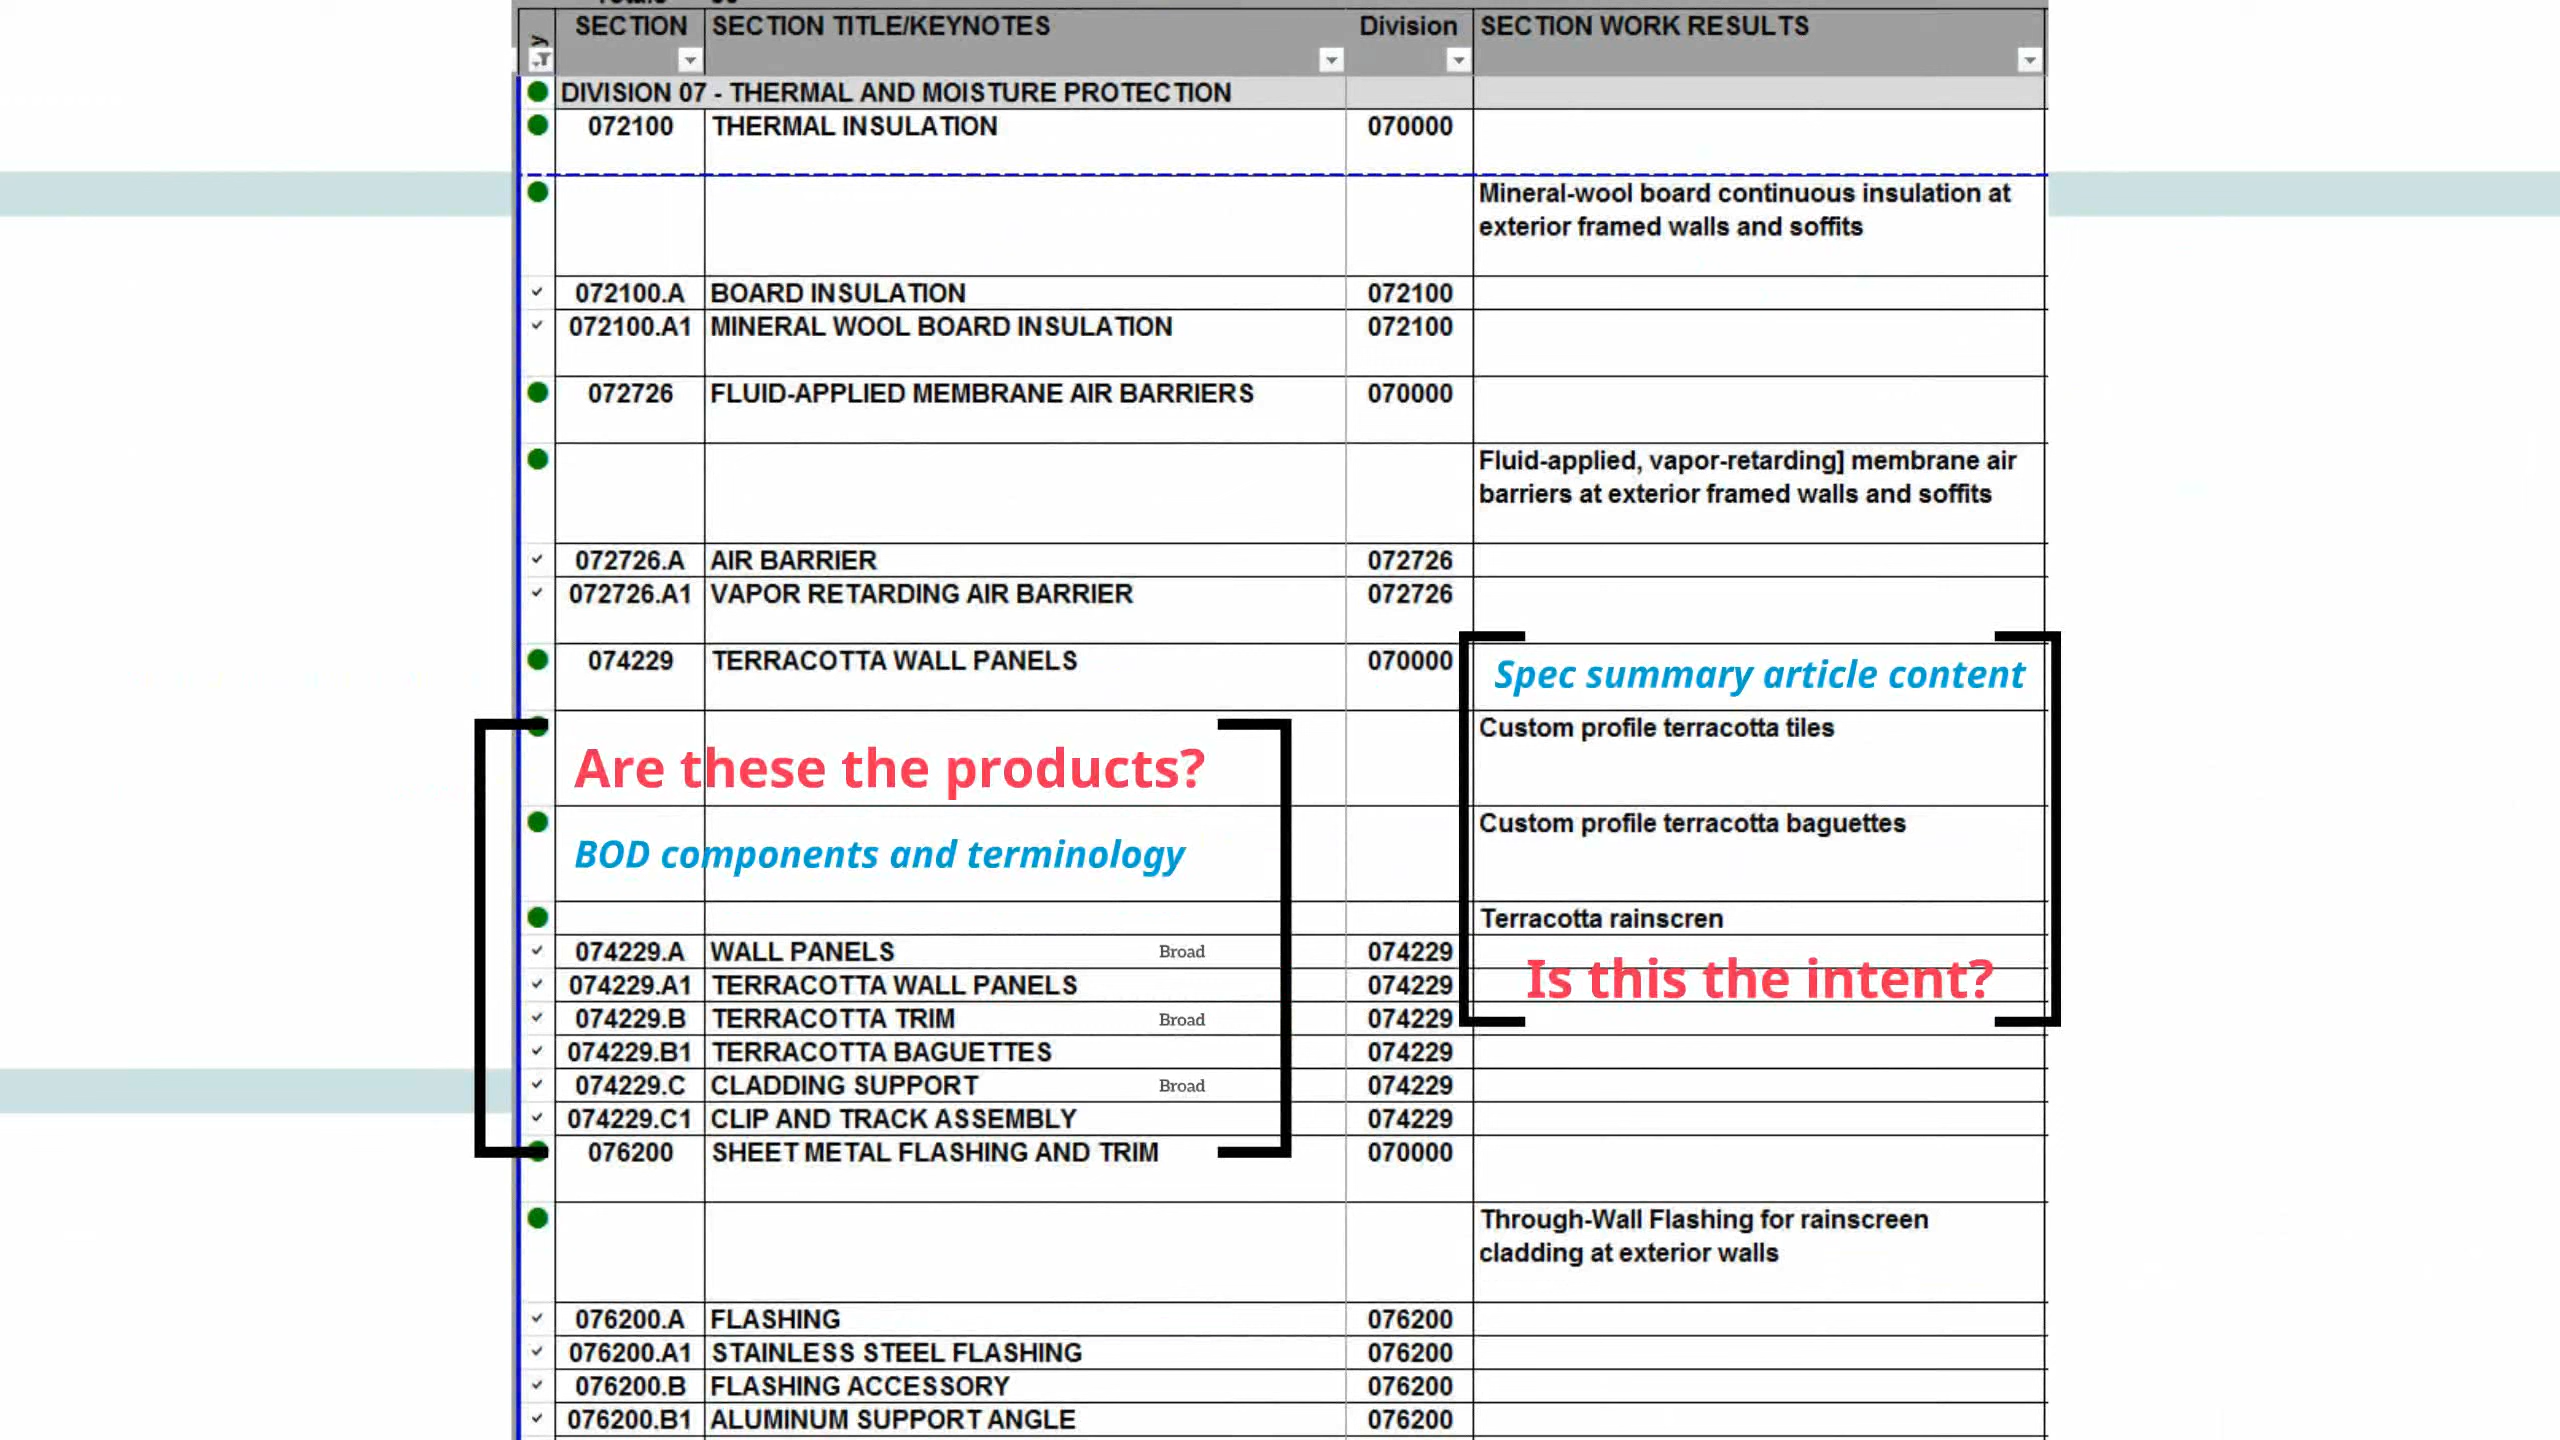 SECTION SECTION TITLE/KEYNOTES Division SECTION WORK RESULTS
DIVISION 07 - THERMAL AND MOISTURE PROTECTION
072100 THERMAL INSULATION 070000
Mineral-wool board continuous insulation at
exterior framed walls and soffits
072100.A BOARD INSULATION 072100
072100.A1 MINERAL WOOL BOARD INSULATION 072100
072726 FLUID-APPLIED MEMBRANE AIR BARRIERS 070000
Fluid-applied, vapor-retarding] membrane air
barriers at exterior framed walls and soffits
072726.A AIR BARRIER 072726
072726.A1 VAPOR RETARDING AIR BARRIER 072726
074229 TERRACOTTA WALL PANELS 070000
Spec summary article content
Custom profile terracotta tiles
Are these the products?
Custom profile terracotta baguettes
BOD components and terminology
Terracotta rainscren
074229.A WALL PANELS Broad 074229
Is this the intent?
074229.A1 TERRACOTTA WALL PANELS 074229
074229.B TERRACOTTA TRIM Broad 074229
074229.B1 TERRACOTTA BAGUETTES 074229
074229.C CLADDING SUPPORT Broad 074229
074229.C1 CLIP AND TRACK ASSEMBLY 074229
076200 SHEET METAL FLASHING AND TRIM 070000
Through-Wall Flashing for rainscreen
cladding at exterior walls
076200.A FLASHING 076200
076200.A1 STAINLESS STEEL FLASHING 076200
076200.B FLASHING ACCESSORY 076200
076200.B1 ALUMINUM SUPPORT ANGLE 076200